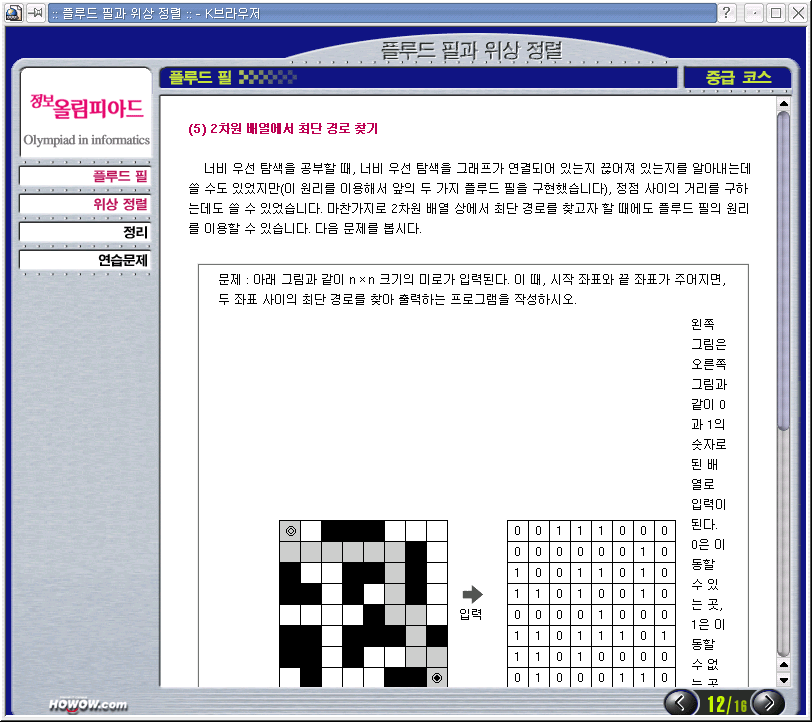 :: 플루드 필과 위상 정렬 :: - K브라우저
플루드 필과 위상 정렬
정보올림피아드
Olympiad in informatics
플루드 필
위상 정렬
정리
연습문제
플루드 필
중급 코스
(5) 2차원 배열에서 최단 경로 찾기
너비 우선 탐색을 공부할 때, 너비 우선 탐색을 그래프가 연결되어 있는지 끊어져 있는지를 알아내는데
쓸 수도 있었지만(이 원리를 이용해서 앞의 두 가지 플루드 필을 구현했습니다), 정점 사이의 거리를 구하
는데도 쓸 수 있었습니다. 마찬가지로 2차원 배열 상에서 최단 경로를 찾고자 할 때에도 플루드 필의 원리
를 이용할 수 있습니다. 다음 문제를 봅시다.
문제 : 아래 그림과 같이 n×n 크기의 미로가 입력된다. 이 때, 시작 좌표와 끝 좌표가 주어지면,
두 좌표 사이의 최단 경로를 찾아 출력하는 프로그램을 작성하시오.
입력
0 0 1 1 1 0 0 0
0 0 0 0 0 0 1 0
1 0 0 1 1 0 1 0
1 1 0 1 0 0 1 0
0 0 0 0 1 0 0 0
1 1 0 1 1 1 0 1
1 1 0 1 0 0 0 0
0 1 0 0 0 1 1 0
왼쪽
그림은
오른쪽
그림과
같이 0
과 1의
숫자로
된 배
열로
입력이
된다.
0은 이
동할
수 있
는 곳,
1은 이
동할
수 없
는 곳
HOWOW.com
12/16